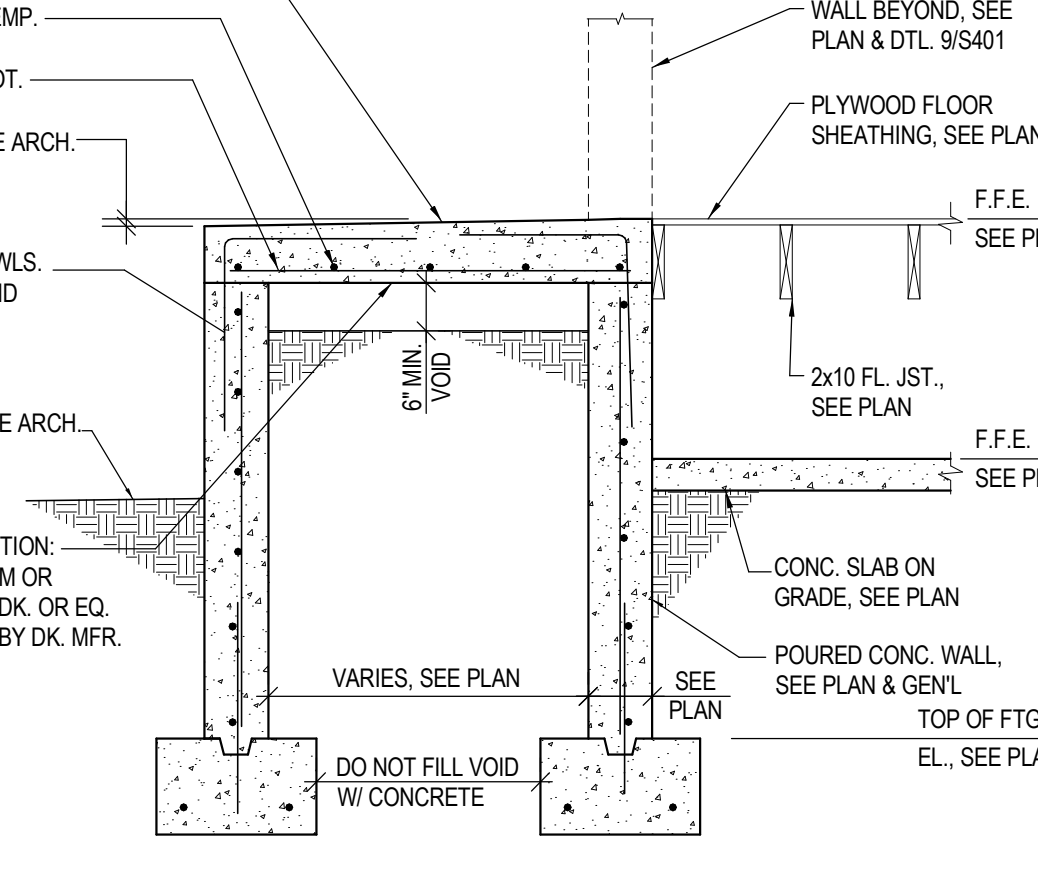 EMP.
OT.
E ARCH.
WLS.
ND
E ARCH.
TION:
M OR
DK. OR EQ.
BY DK. MFR.
6" MIN.
VOID
VARIES, SEE PLAN
SEE
PLAN
DO NOT FILL VOID
W/ CONCRETE
WALL BEYOND, SEE
PLAN & DTL. 9/S401
PLYWOOD FLOOR
SHEATHING, SEE PLAN
F.F.E.
SEE PL
2x10 FL. JST.,
SEE PLAN
F.F.E.
SEE PL
CONC. SLAB ON
GRADE, SEE PLAN
POURED CONC. WALL,
SEE PLAN & GEN'L
TOP OF FTG
EL., SEE PLA